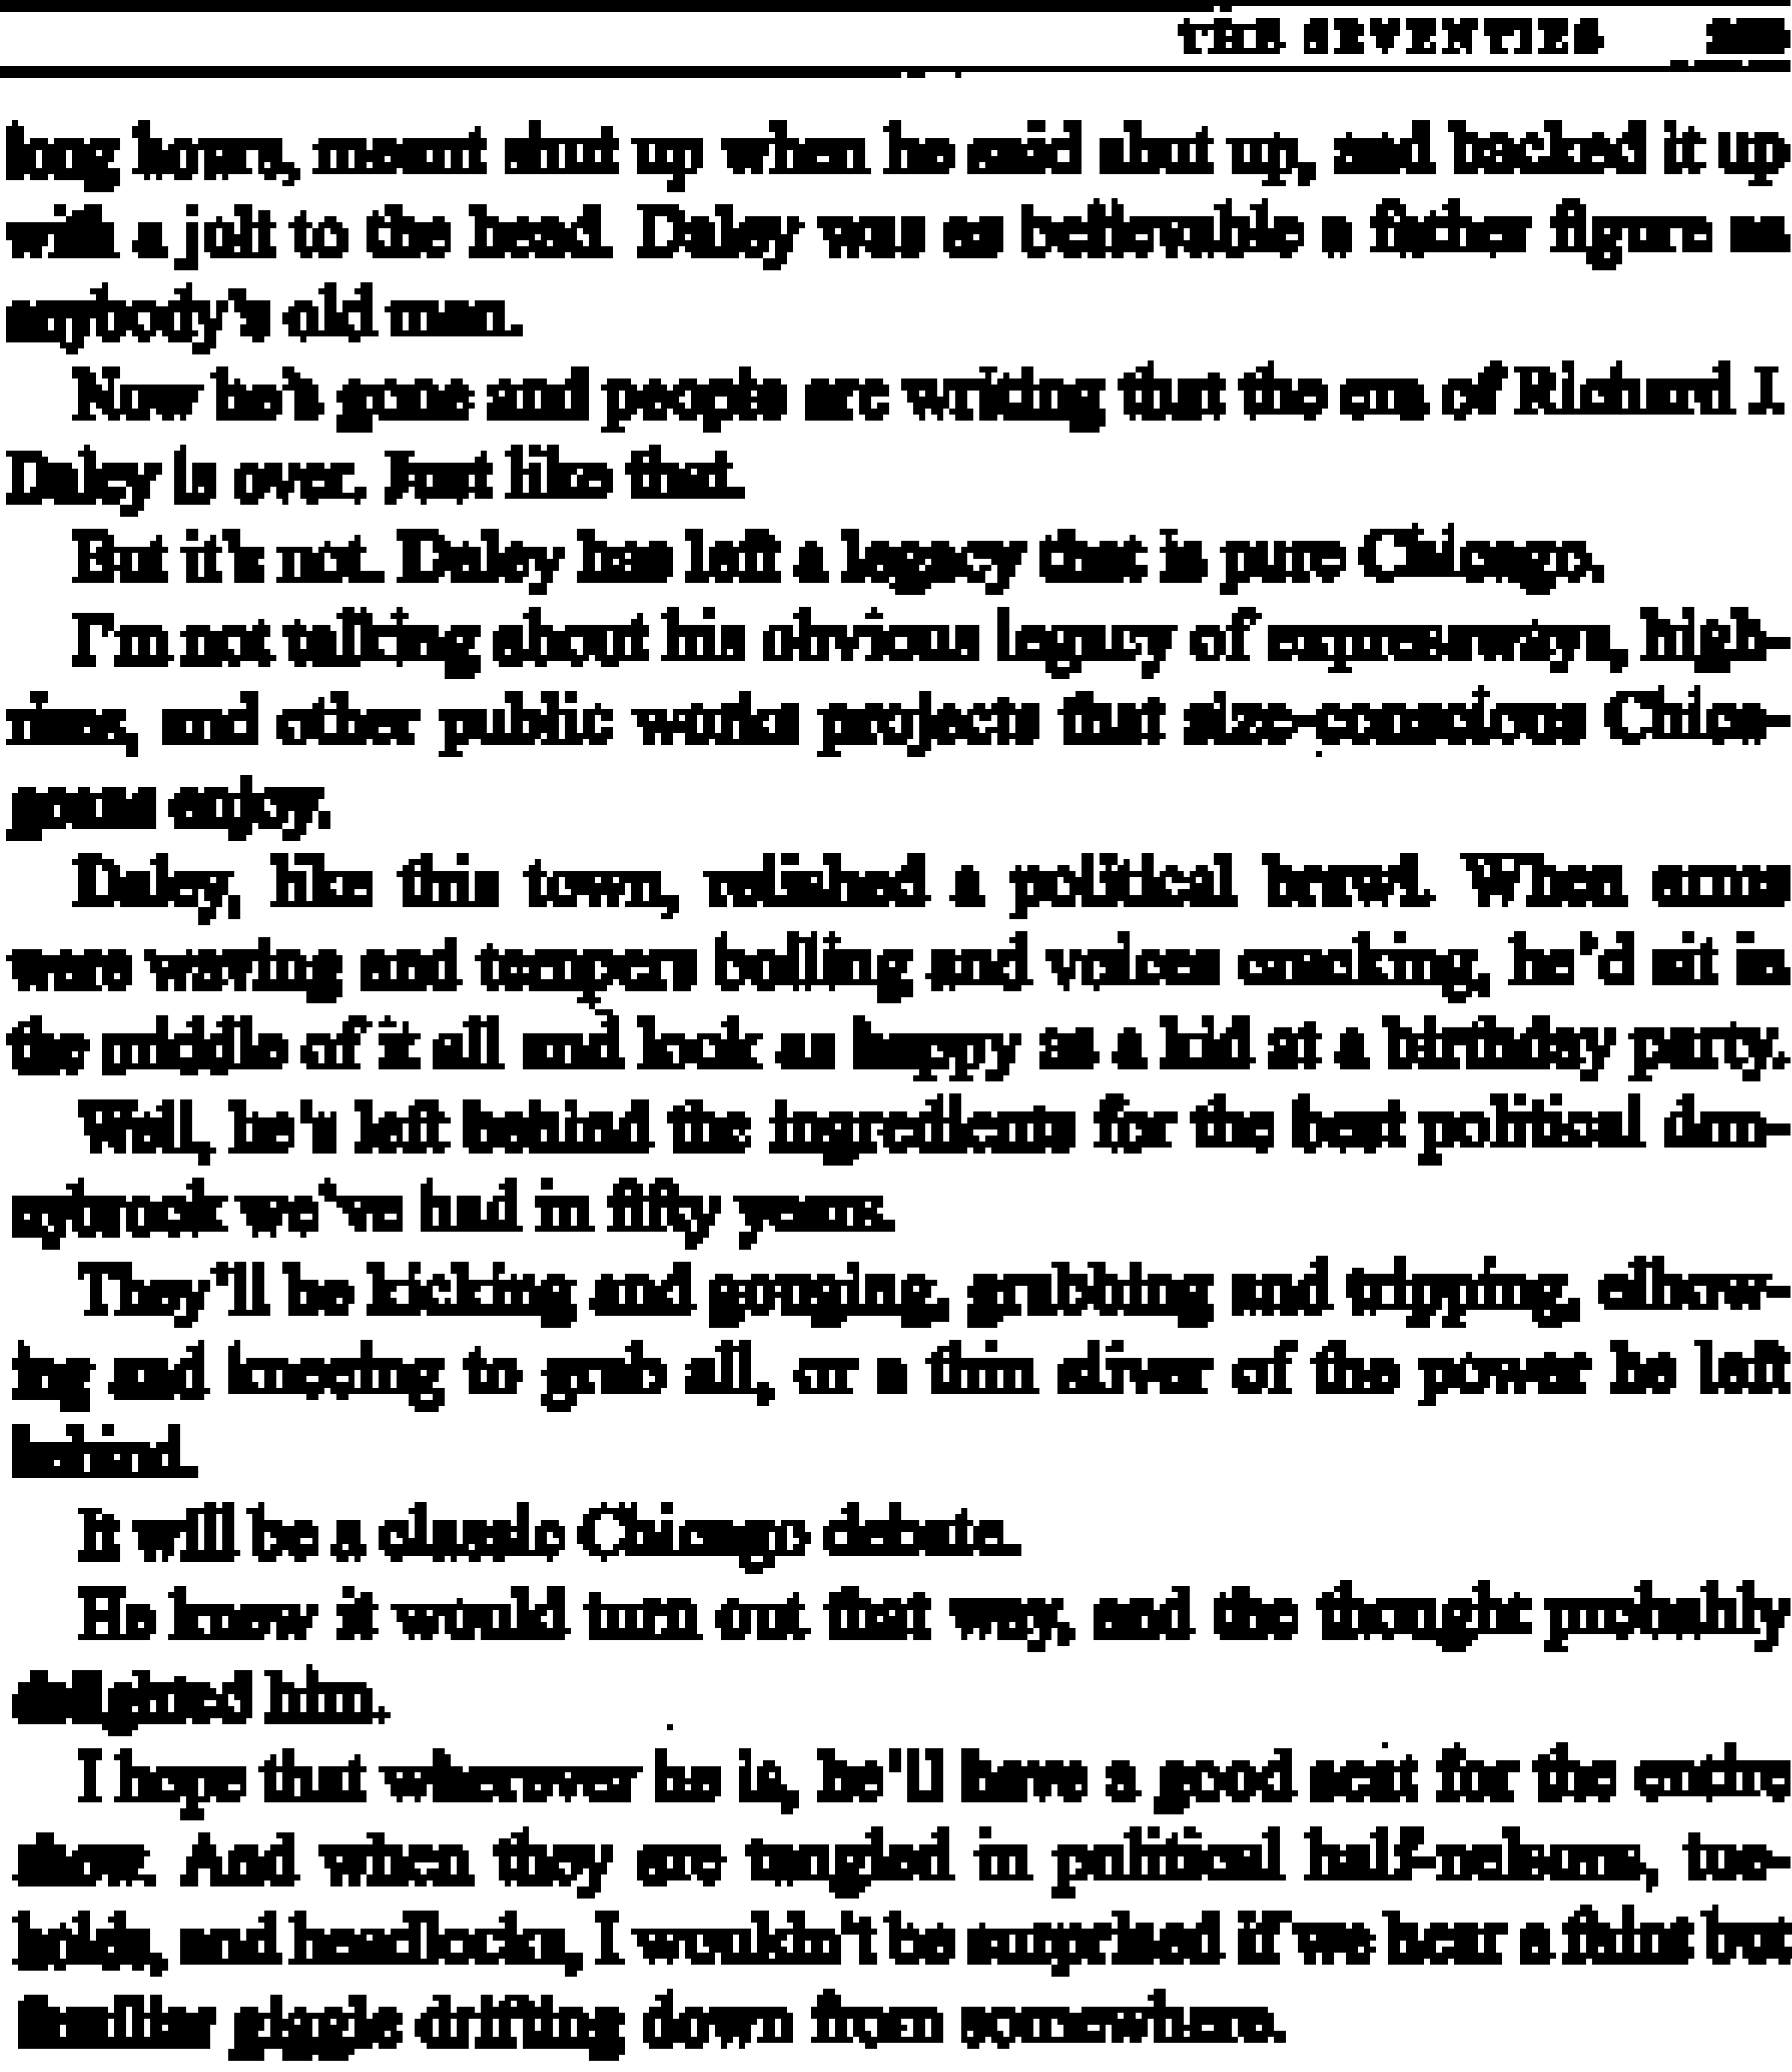 THE SEVENTIES
long hours, meant shut up when he said shut up, and backed it up
with a jolt to the head. Daley was as believable a father figure as
anybody's old man.
Now he's gone and people are writing that the era of Richard J.
Daley is over. Just like that.
But it's not. Daley has left a legacy that is pure Chicago.
I'm not talking about his obvious legacy of expressways, high-
rises, and other public works projects that size-conscious Chica-
goans enjoy.
Daley, like this town, relished a political brawl. When arms
were waving and tempers boiling and voices cracking, he'd sit in
the middle of it all and look as happy as a kid at a birthday party.
Well, he's left behind the ingredients for the best political don-
nybrook we've had in fifty years.
They'll be kicking and gouging, grabbing and tripping, elbow-
ing and kneeing to grab all, or a thin sliver of the power he left
behind.
It will be a classic Chicago debate.
He knew it would turn out that way, and the thought probably
delighted him.
I hope that wherever he is, he'll have a good seat for the entire
show. And when they are tangled in political half-nelsons, toe-
holds, and headlocks, I wouldn't be surprised if we hear a faint but
familiar giggle drifting down from somewhere.